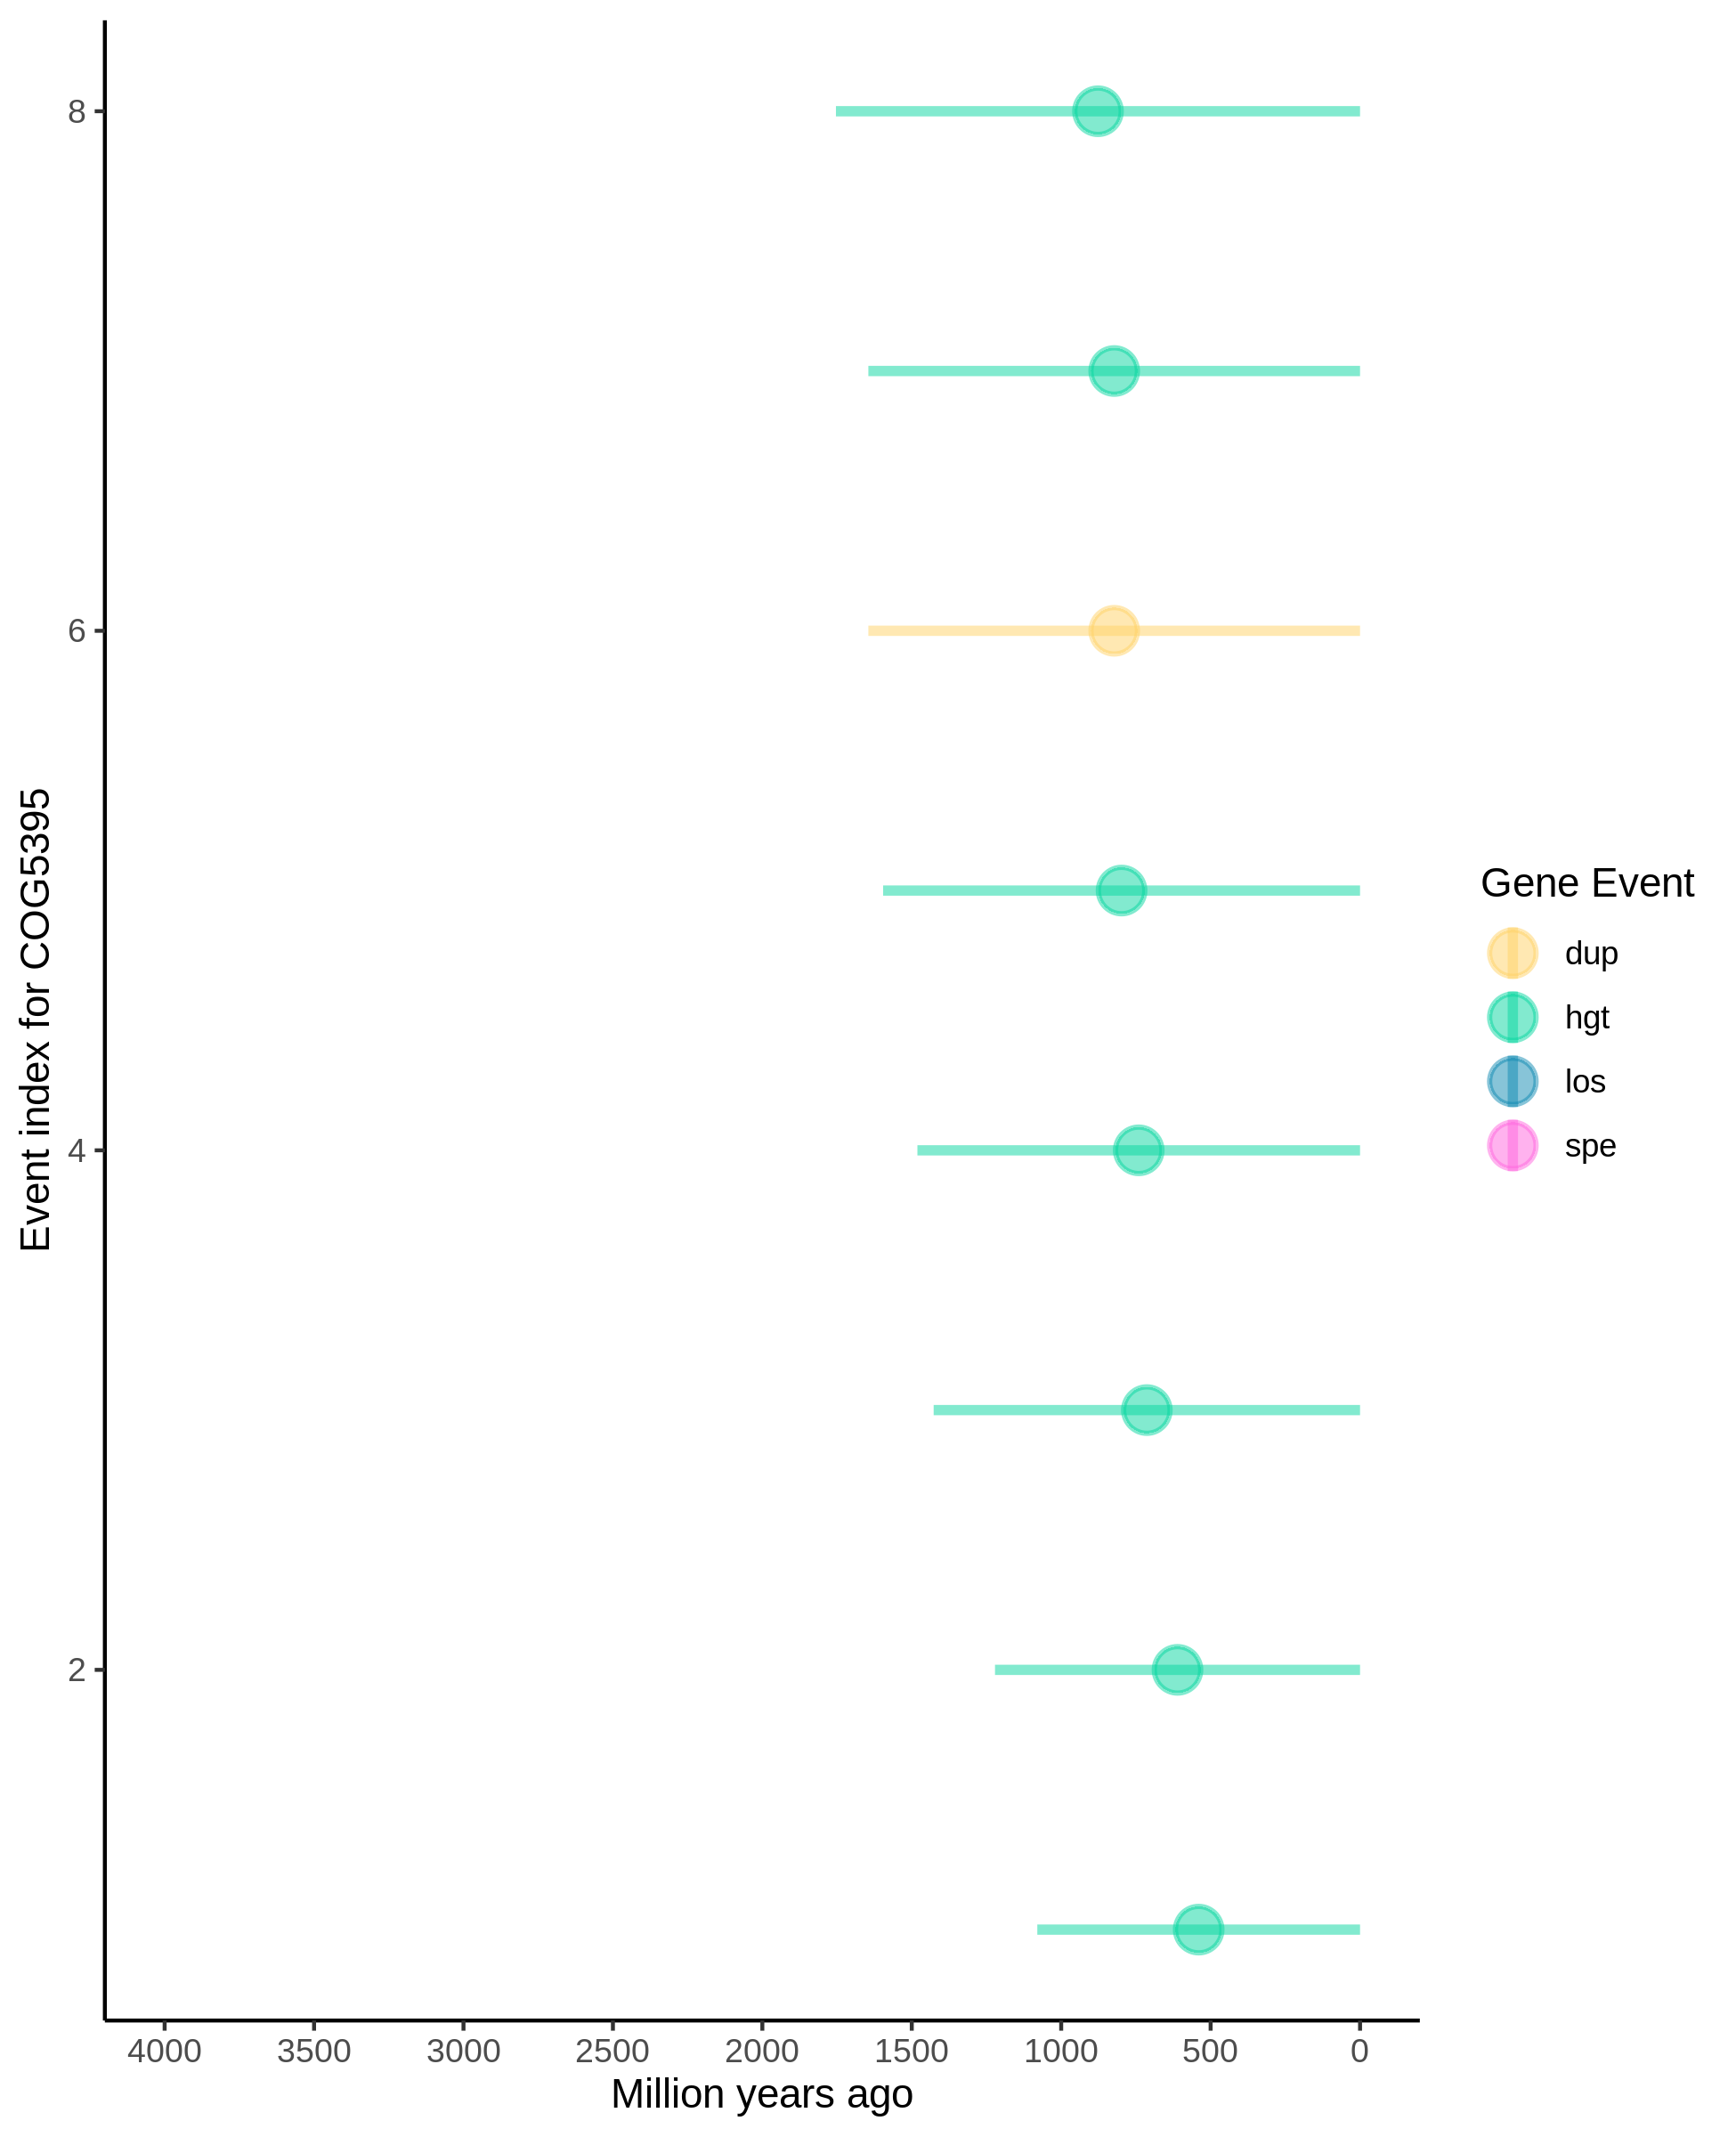 8
6
4
2
Event index for COG5395
4000 3500 3000 2500 2000 1500 1000 500 0
Million years ago
Gene Event
dup
hgt
los
spe